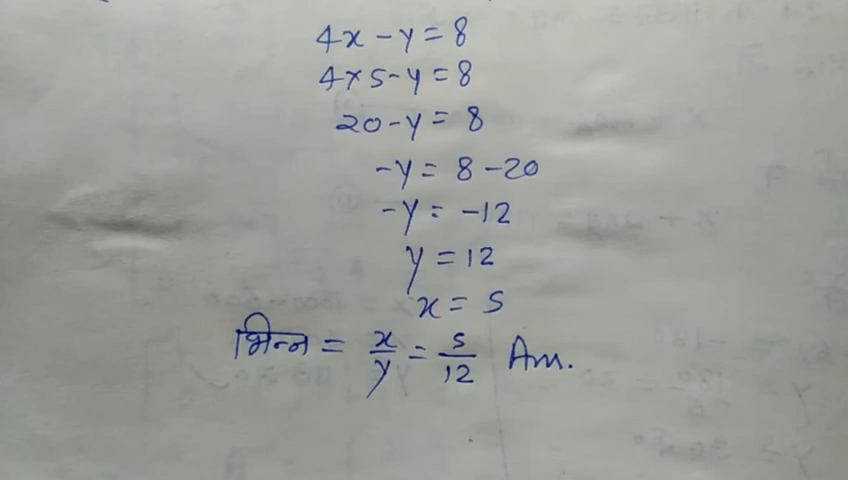 4x - y = 8
4×5 - y = 8
20 - y = 8
-y = 8 - 20
-y = -12
y = 12
x = 5
भिन्न = x/y = 5/12 Ans.